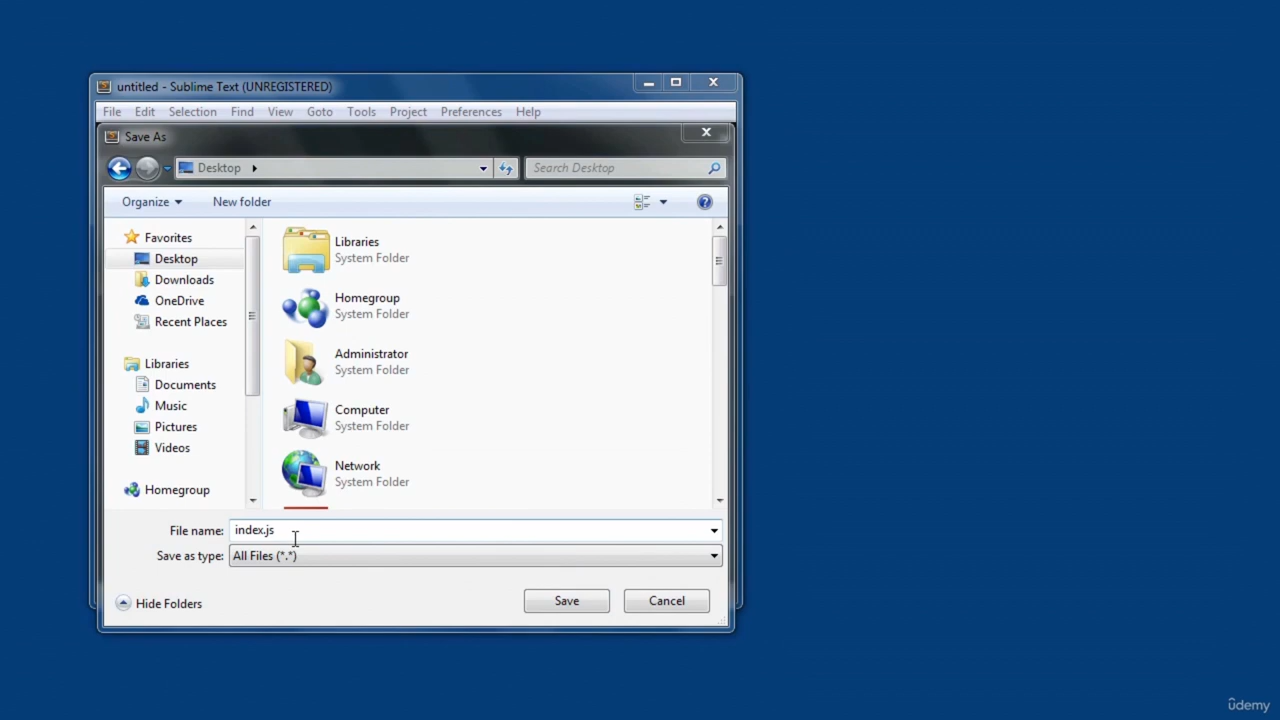 untitled - Sublime Text (UNREGISTERED)
File Edit Selection Find View Goto Tools Project Preferences Help
Save As
Desktop
Search Desktop
Organize New folder
Favorites
Desktop
Downloads
OneDrive
Recent Places
Libraries
Documents
Music
Pictures
Videos
Homegroup
Libraries
System Folder
Homegroup
System Folder
Administrator
System Folder
Computer
System Folder
Network
System Folder
File name: index.js
Save as type: All Files (*.*)
Hide Folders Save Cancel
ûdemy